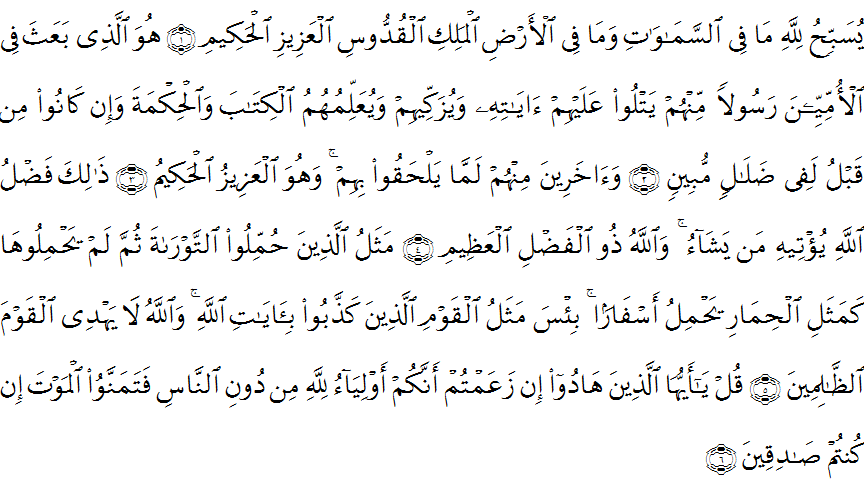 يُسَبِّحُ لِلَّهِ مَا فِى ٱلسَّمَـٰوَٰتِ وَمَا فِى ٱلْأَرْضِ ٱلْمَلِكِ ٱلْقُدُّوسِ ٱلْعَزِيزِ ٱلْحَكِيمِ ﴿١﴾ هُوَ ٱلَّذِى بَعَثَ فِى
ٱلْأُمِّيِّـۧنَ رَسُولًا مِّنْهُمْ يَتْلُوا۟ عَلَيْهِمْ ءَايَـٰتِهِۦ وَيُزَكِّيهِمْ وَيُعَلِّمُهُمُ ٱلْكِتَـٰبَ وَٱلْحِكْمَةَ وَإِن كَانُوا۟ مِن
قَبْلُ لَفِى ضَلَـٰلٍ مُّبِينٍ ﴿٢﴾ وَءَاخَرِينَ مِنْهُمْ لَمَّا يَلْحَقُوا۟ بِهِمْ ۚ وَهُوَ ٱلْعَزِيزُ ٱلْحَكِيمُ ﴿٣﴾ ذَٰلِكَ فَضْلُ
ٱللَّهِ يُؤْتِيهِ مَن يَشَآءُ ۚ وَٱللَّهُ ذُو ٱلْفَضْلِ ٱلْعَظِيمِ ﴿٤﴾ مَثَلُ ٱلَّذِينَ حُمِّلُوا۟ ٱلتَّوْرَىٰةَ ثُمَّ لَمْ يَحْمِلُوهَا
كَمَثَلِ ٱلْحِمَارِ يَحْمِلُ أَسْفَارًۢا ۚ بِئْسَ مَثَلُ ٱلْقَوْمِ ٱلَّذِينَ كَذَّبُوا۟ بِـَٔايَـٰتِ ٱللَّهِ ۚ وَٱللَّهُ لَا يَهْدِى ٱلْقَوْمَ
ٱلظَّـٰلِمِينَ ﴿٥﴾ قُلْ يَـٰٓأَيُّهَا ٱلَّذِينَ هَادُوٓا۟ إِن زَعَمْتُمْ أَنَّكُمْ أَوْلِيَآءُ لِلَّهِ مِن دُونِ ٱلنَّاسِ فَتَمَنَّوُا۟ ٱلْمَوْتَ إِن
كُنتُمْ صَـٰدِقِينَ ﴿٦﴾